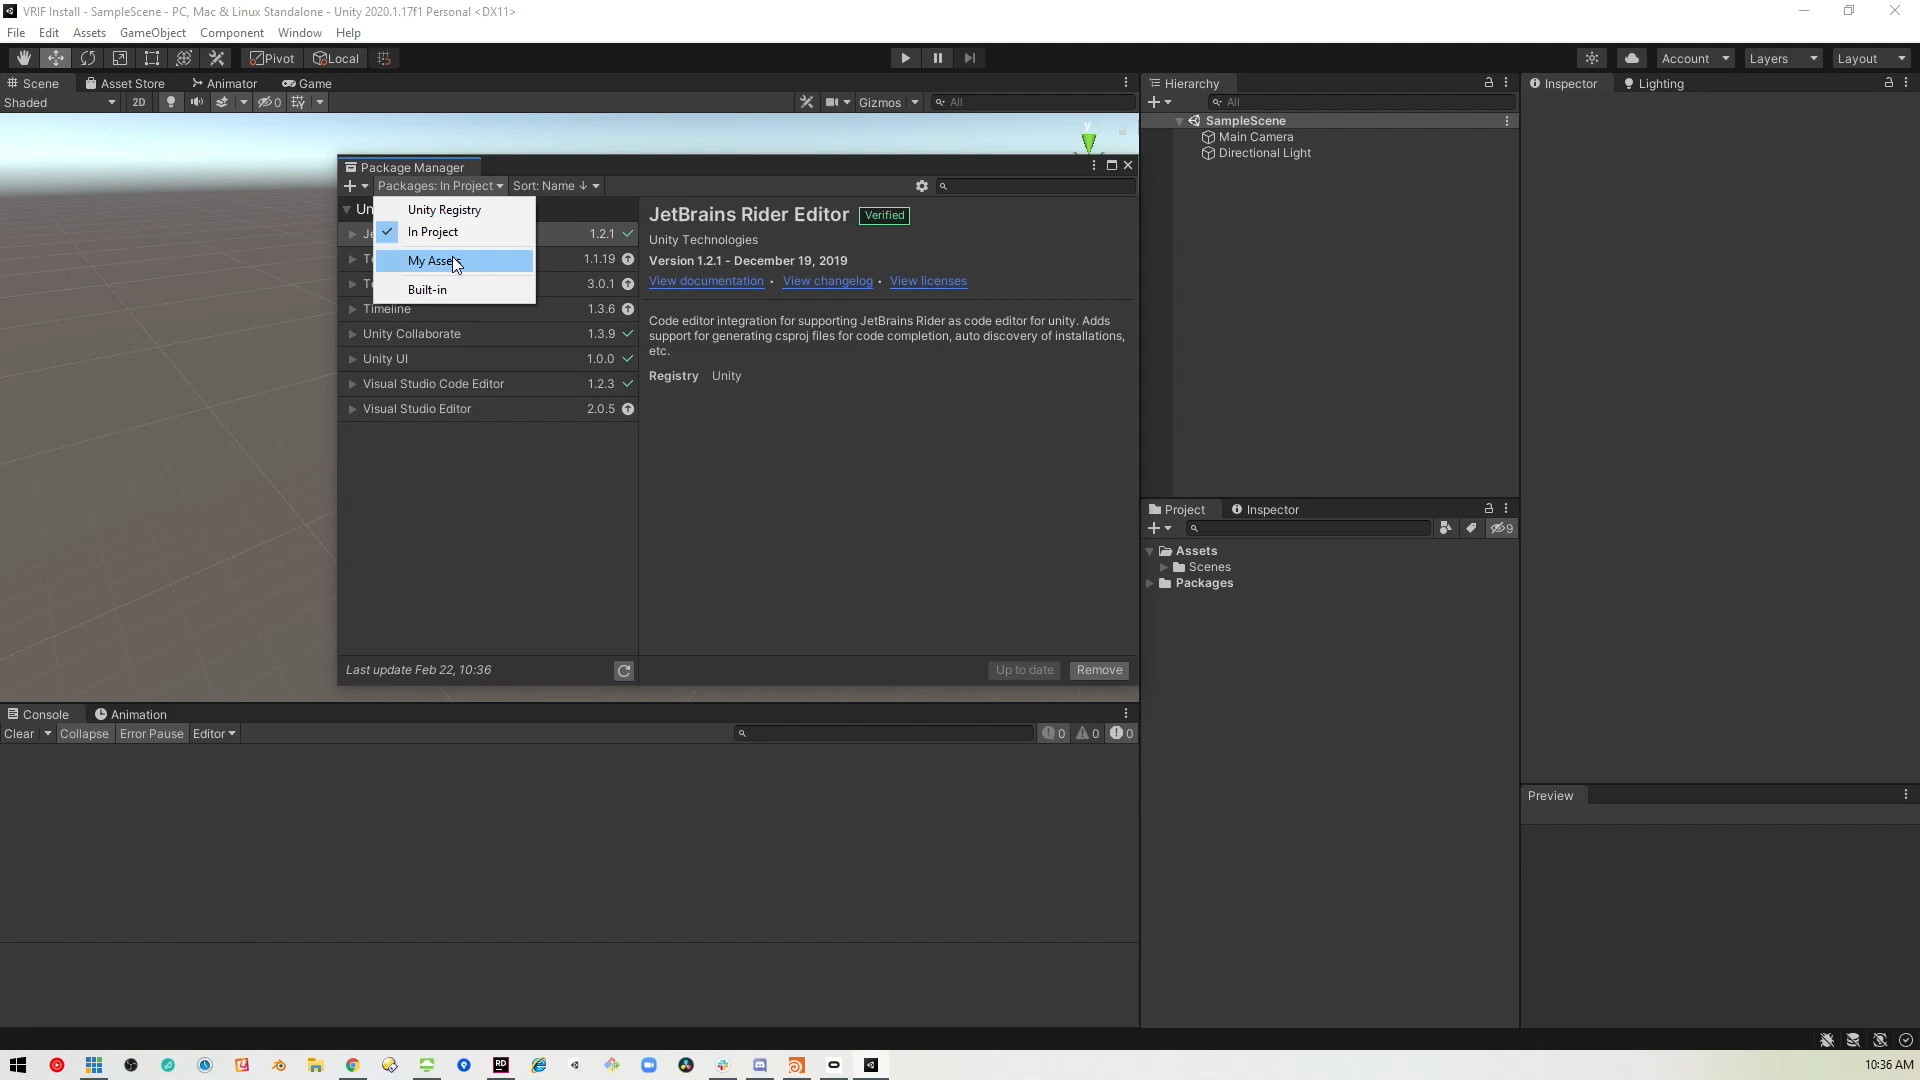 VRIF Install - SampleScene - PC, Mac & Linux Standalone - Unity 2020.1.17f1 Personal <DX11>
File Edit Assets GameObject Component Window Help
Pivot Local Account Layers Layout
Scene Asset Store Animator Game
Shaded 2D 0 Gizmos All
Package Manager
Packages: In Project Sort: Name
Unity Registry
In Project
My Asse
Built-in
Un
Je 1.2.1
1.1.19
3.0.1
Timeline 1.3.6
Unity Collaborate 1.3.9
Unity UI 1.0.0
Visual Studio Code Editor 1.2.3
Visual Studio Editor 2.0.5
Last update Feb 22, 10:36
JetBrains Rider Editor Verified
Unity Technologies
Version 1.2.1 - December 19, 2019
View documentation • View changelog • View licenses
Code editor integration for supporting JetBrains Rider as code editor for unity. Adds
support for generating csproj files for code completion, auto discovery of installations,
etc.
Registry Unity
Up to date Remove
Console Animation
Clear Collapse Error Pause Editor 0 0 0
Hierarchy
All
SampleScene
Main Camera
Directional Light
Project Inspector
9
Assets
Scenes
Packages
Inspector Lighting
Preview
RD
10:36 AM